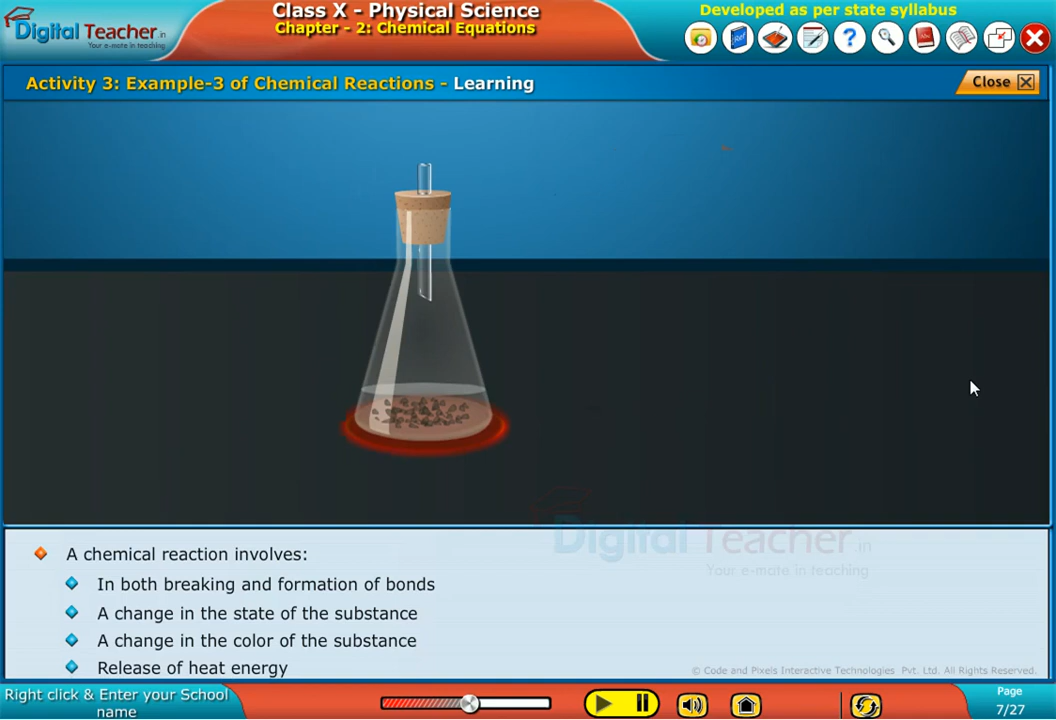 Digital Teacher.in
Your e-mate in teaching
Class X - Physical Science
Chapter - 2: Chemical Equations
Developed as per state syllabus
Ref
?
Activity 3: Example-3 of Chemical Reactions - Learning
Close
A chemical reaction involves:
In both breaking and formation of bonds
A change in the state of the substance
A change in the color of the substance
Release of heat energy
Digital Teacher.in
Your e-mate in teaching
© Code and Pixels Interactive Technologies Pvt. Ltd. All Rights Reserved.
Right click & Enter your School
name
Page
7/27